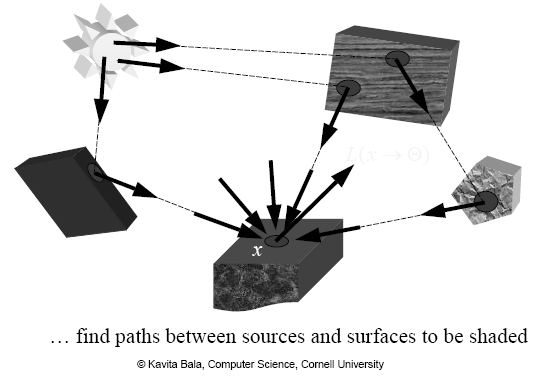 L(x → Θ)
x
… find paths between sources and surfaces to be shaded
© Kavita Bala, Computer Science, Cornell University